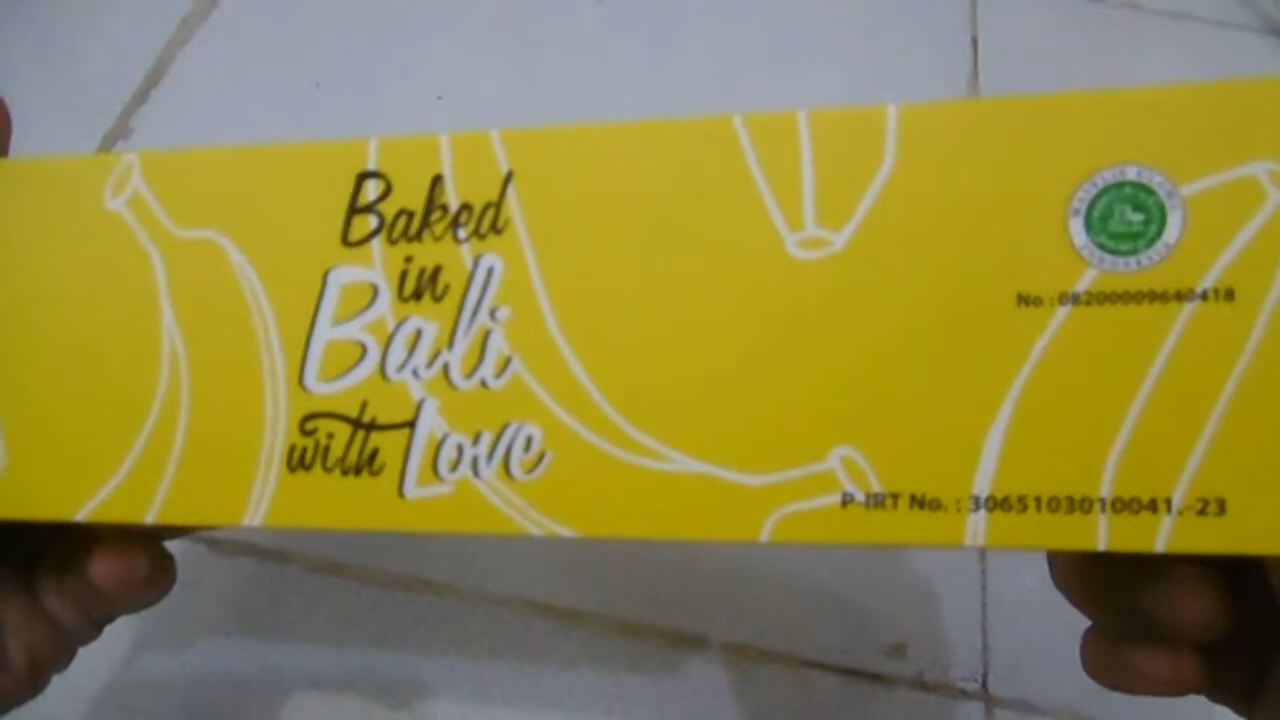 Baked
in
Bali
with Love
No : 08200009640418
P-IRT No. : 3065103010041.-23